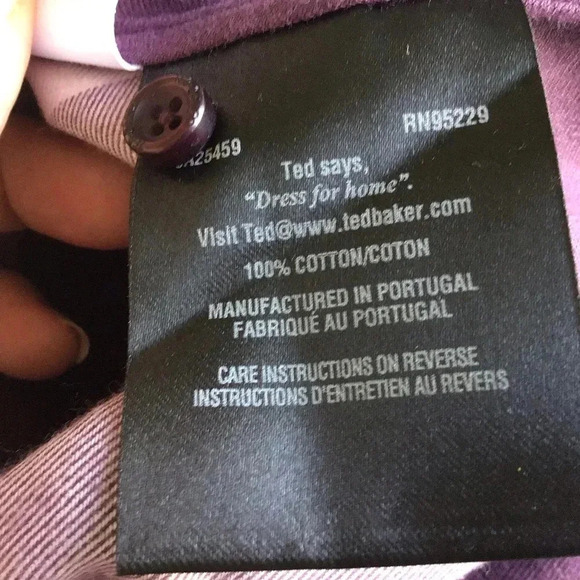 RN95229
A25459
Ted says,
“Dress for home”.
Visit Ted@www.tedbaker.com
100% COTTON/COTON
MANUFACTURED IN PORTUGAL
FABRIQUÉ AU PORTUGAL
CARE INSTRUCTIONS ON REVERSE
INSTRUCTIONS D'ENTRETIEN AU REVERS